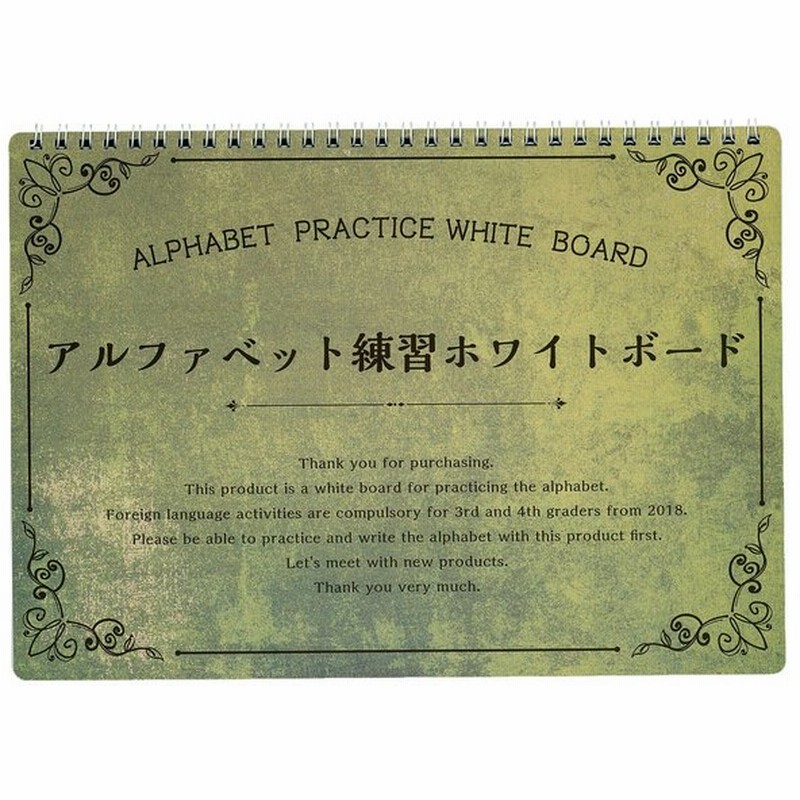 ALPHABET PRACTICE WHITE BOARD
アルファベット練習ホワイトボード
Thank you for purchasing.
This product is a white board for practicing the alphabet.
Foreign language activities are compulsory for 3rd and 4th graders from 2018.
Please be able to practice and write the alphabet with this product first.
Let's meet with new products.
Thank you very much.